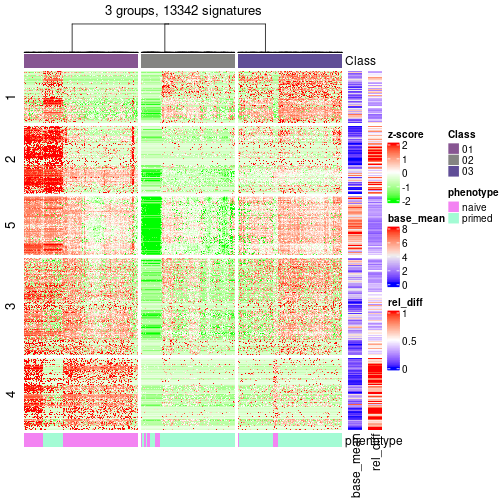 3 groups, 13342 signatures
Class
1
2
5
3
4
phenotype
base_mean
rel_diff
z-score
2
1
0
-1
-2
base_mean
8
6
4
2
0
rel_diff
1
0.5
0
Class
01
02
03
phenotype
naive
primed